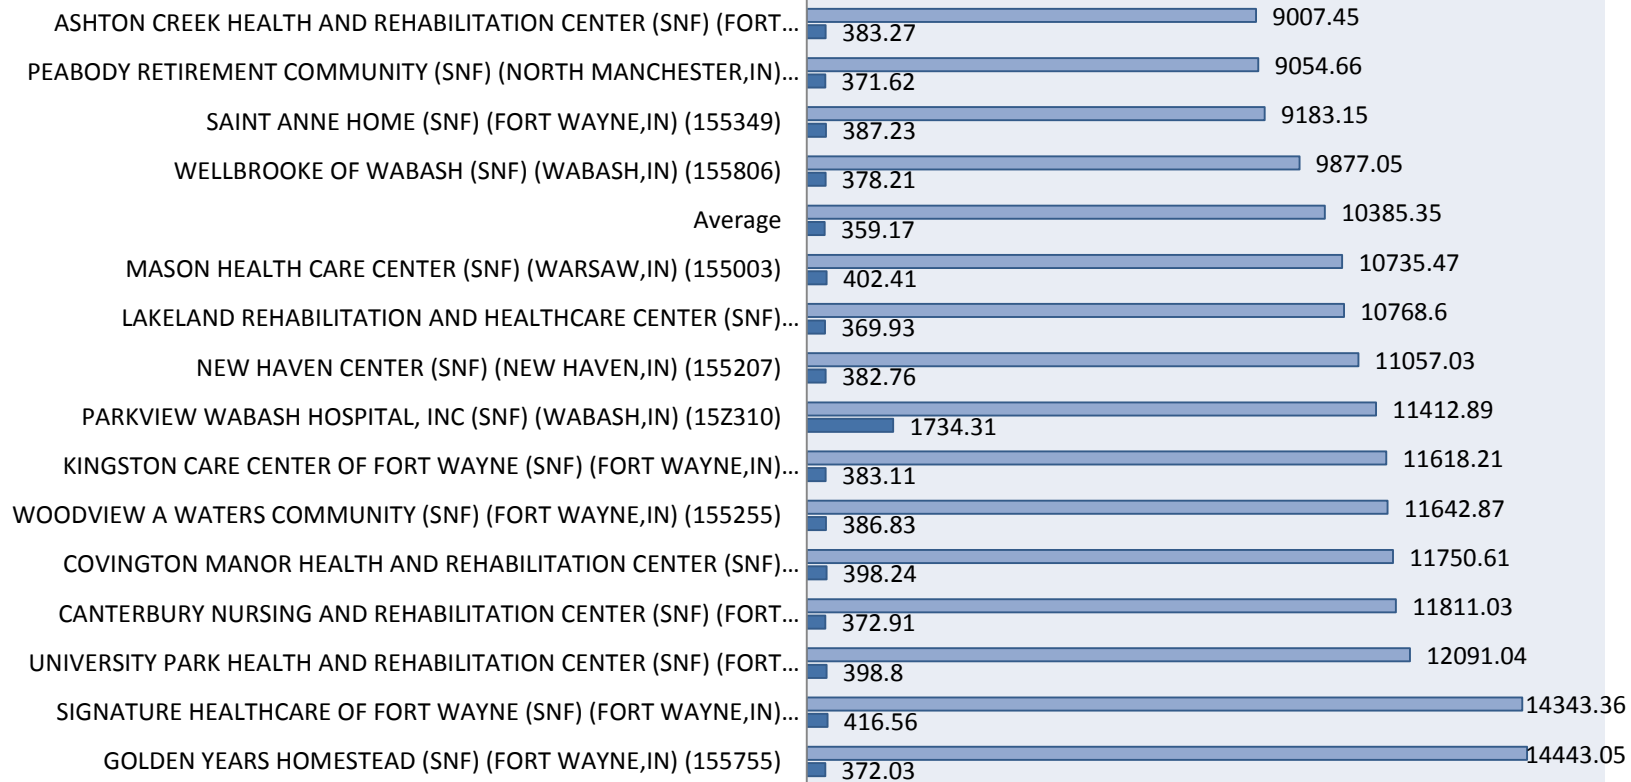 ASHTON CREEK HEALTH AND REHABILITATION CENTER (SNF) (FORT...
9007.45
383.27
PEABODY RETIREMENT COMMUNITY (SNF) (NORTH MANCHESTER,IN)...
9054.66
371.62
SAINT ANNE HOME (SNF) (FORT WAYNE,IN) (155349)
9183.15
387.23
WELLBROOKE OF WABASH (SNF) (WABASH,IN) (155806)
9877.05
378.21
Average
10385.35
359.17
MASON HEALTH CARE CENTER (SNF) (WARSAW,IN) (155003)
10735.47
402.41
LAKELAND REHABILITATION AND HEALTHCARE CENTER (SNF)...
10768.6
369.93
NEW HAVEN CENTER (SNF) (NEW HAVEN,IN) (155207)
11057.03
382.76
PARKVIEW WABASH HOSPITAL, INC (SNF) (WABASH,IN) (15Z310)
11412.89
1734.31
KINGSTON CARE CENTER OF FORT WAYNE (SNF) (FORT WAYNE,IN)...
11618.21
383.11
WOODVIEW A WATERS COMMUNITY (SNF) (FORT WAYNE,IN) (155255)
11642.87
386.83
COVINGTON MANOR HEALTH AND REHABILITATION CENTER (SNF)...
11750.61
398.24
CANTERBURY NURSING AND REHABILITATION CENTER (SNF) (FORT...
11811.03
372.91
UNIVERSITY PARK HEALTH AND REHABILITATION CENTER (SNF) (FORT...
12091.04
398.8
SIGNATURE HEALTHCARE OF FORT WAYNE (SNF) (FORT WAYNE,IN)...
14343.36
416.56
GOLDEN YEARS HOMESTEAD (SNF) (FORT WAYNE,IN) (155755)
14443.05
372.03